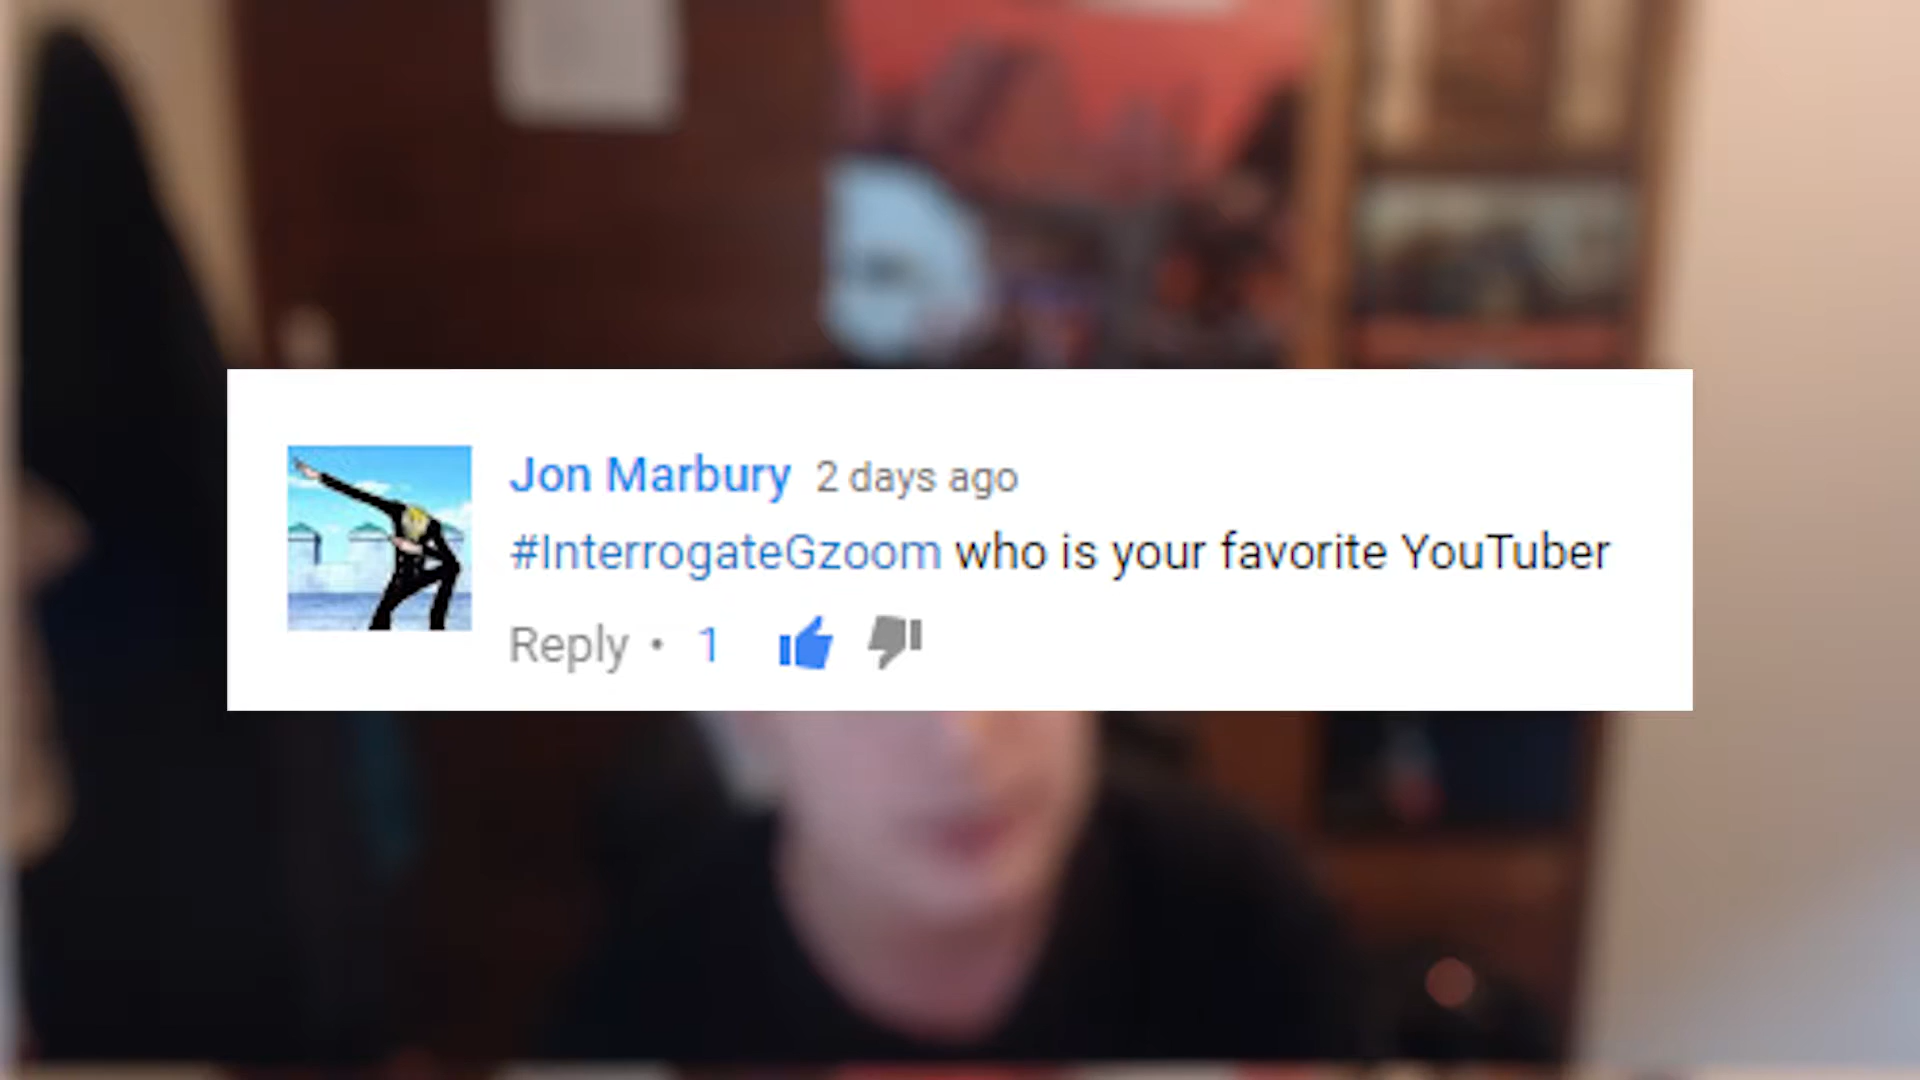 Jon Marbury 2 days ago
#InterrogateGzoom who is your favorite YouTuber
Reply • 1